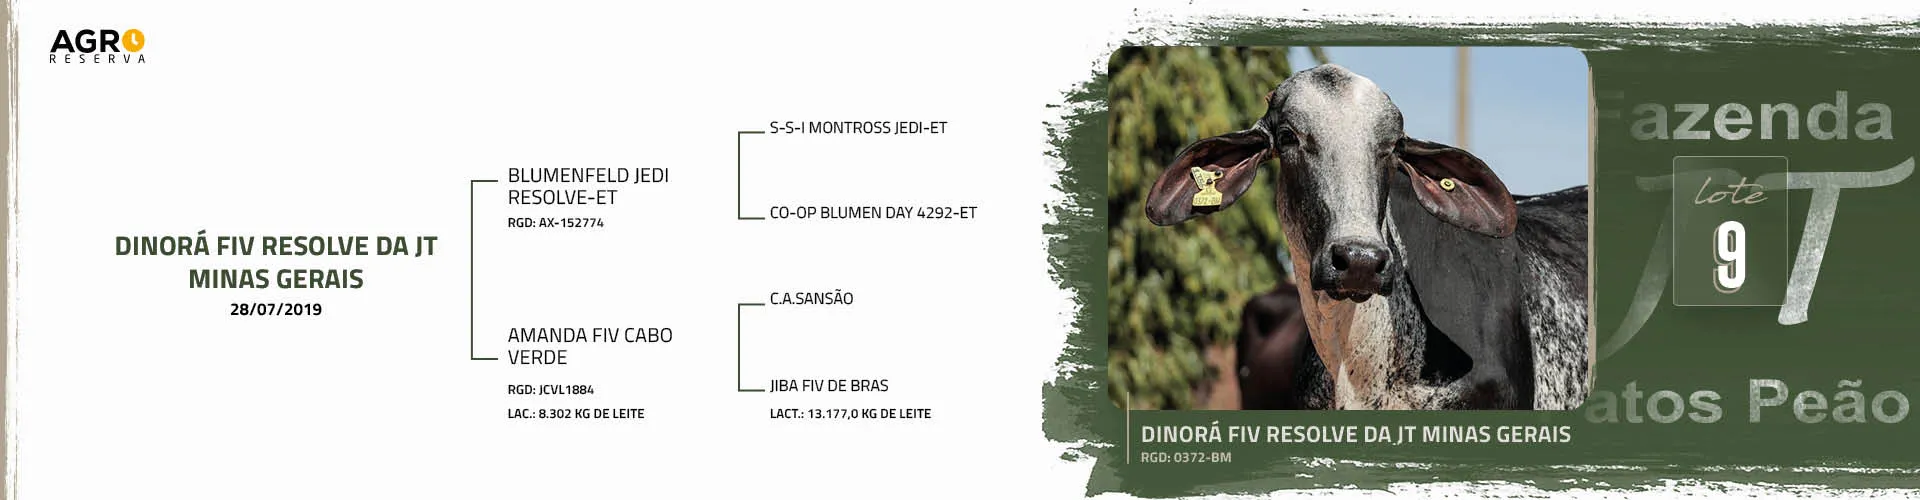 AGRO
RESERVA
DINORÁ FIV RESOLVE DA JT
MINAS GERAIS
28/07/2019
BLUMENFELD JEDI
RESOLVE-ET
RGD: AX-152774
AMANDA FIV CABO
VERDE
RGD: JCVL1884
LAC.: 8.302 KG DE LEITE
S-S-I MONTROSS JEDI-ET
CO-OP BLUMEN DAY 4292-ET
C.A.SANSÃO
JIBA FIV DE BRAS
LACT.: 13.177,0 KG DE LEITE
Fazenda
JT
lote
9
atos Peão
DINORÁ FIV RESOLVE DA JT MINAS GERAIS
RGD: 0372-BM